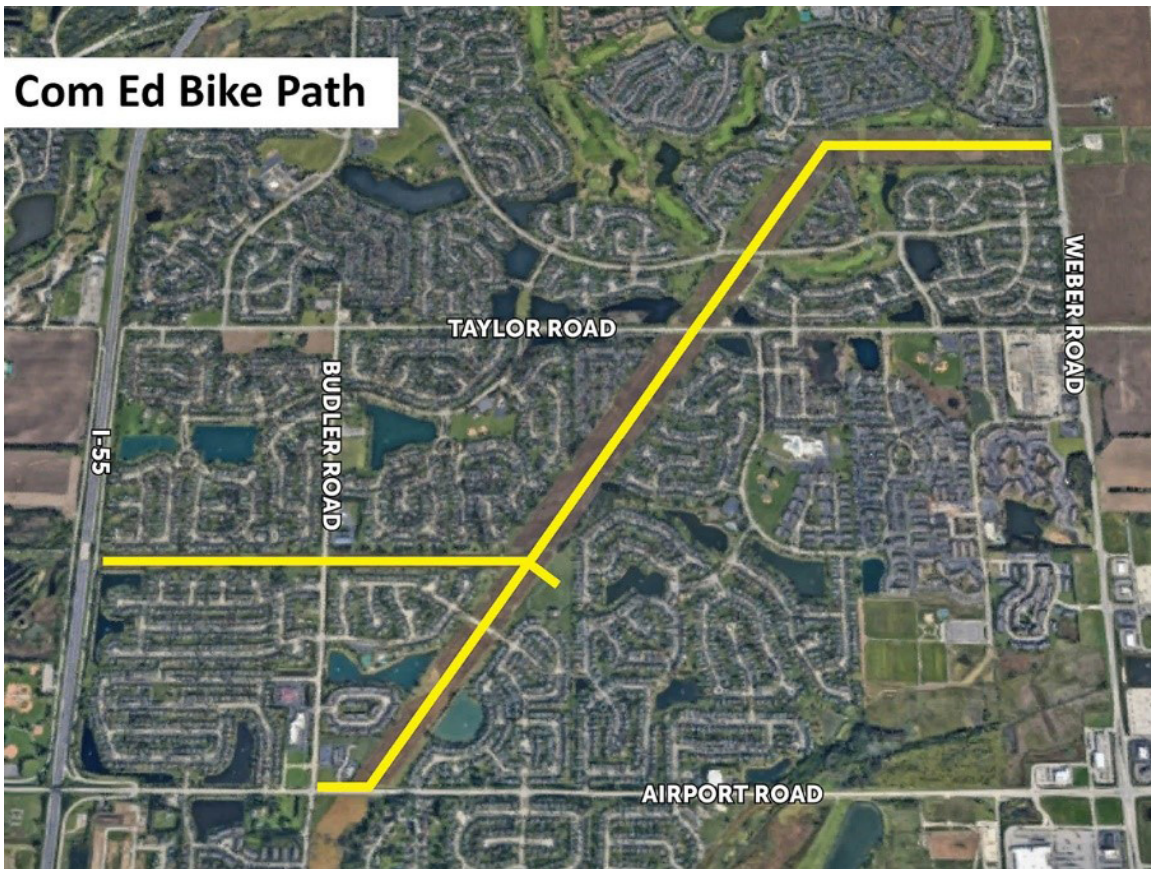 Com Ed Bike Path
TAYLOR ROAD
WEBER ROAD
BUDLER ROAD
I-55
AIRPORT ROAD